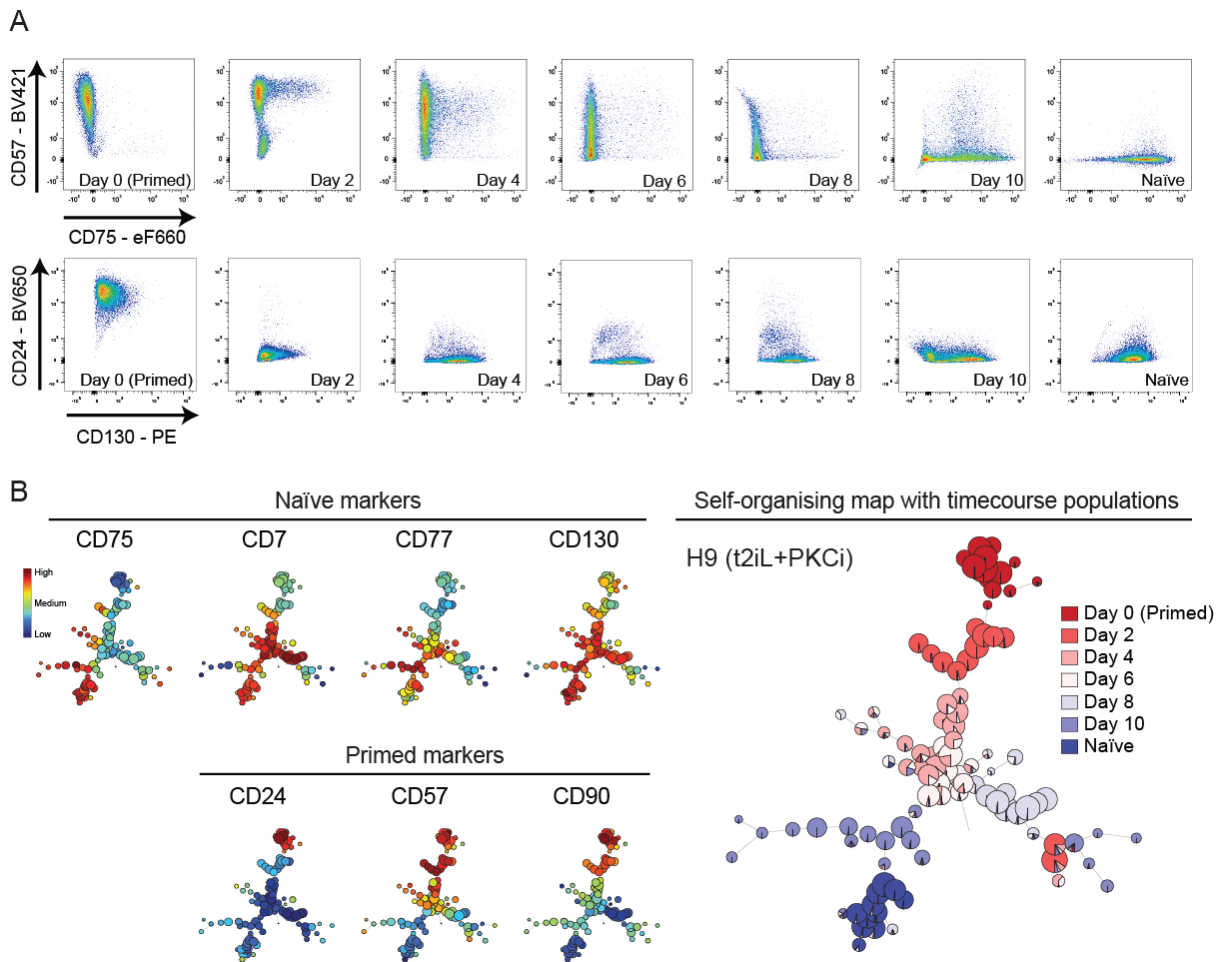 A
CD57 - BV421
Day 0 (Primed)
Day 2
Day 4
Day 6
Day 8
Day 10
Naïve
CD75 - eF660
CD24 - BV650
Day 0 (Primed)
Day 2
Day 4
Day 6
Day 8
Day 10
Naïve
CD130 - PE
B
Naïve markers
CD75
CD7
CD77
CD130
High
Medium
Low
Primed markers
CD24
CD57
CD90
Self-organising map with timecourse populations
H9 (t2iL+PKCi)
Day 0 (Primed)
Day 2
Day 4
Day 6
Day 8
Day 10
Naïve